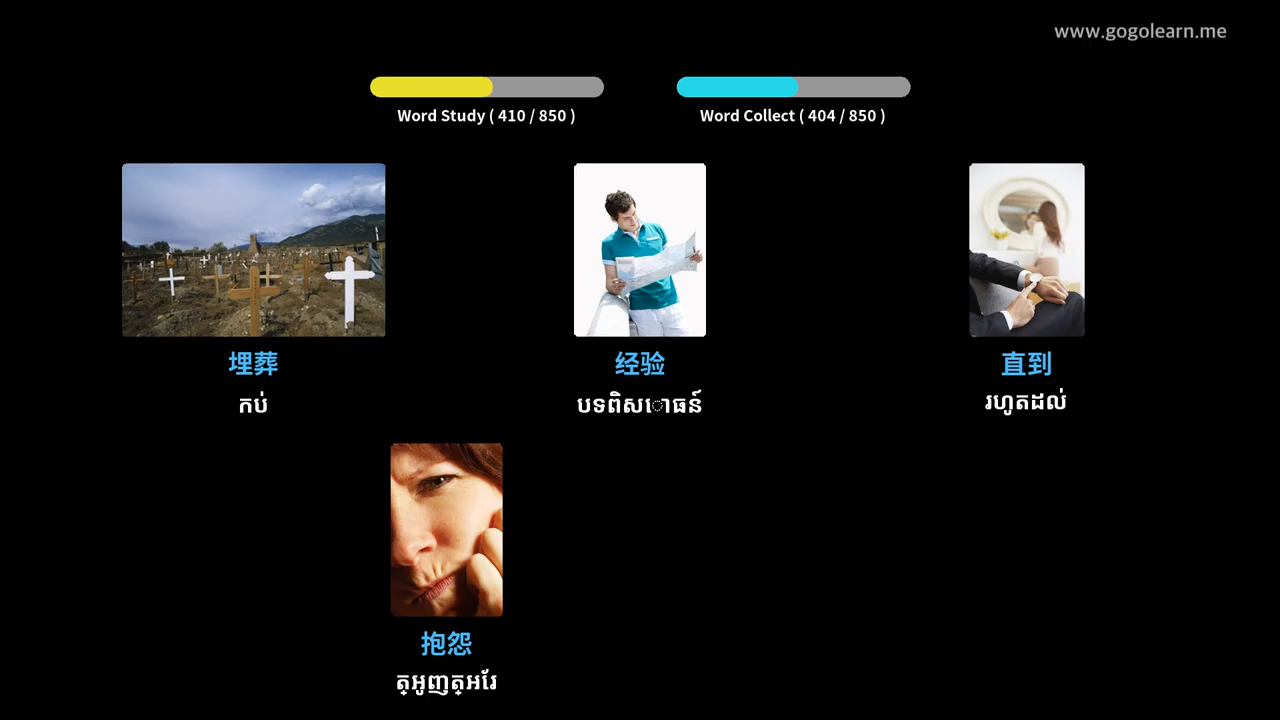 www.gogolearn.me
Word Study ( 410 / 850 )
Word Collect ( 404 / 850 )
埋葬
កប់
经验
បទពិសោធន៍
直到
រហូតដល់
抱怨
ត្អូញត្អរែ